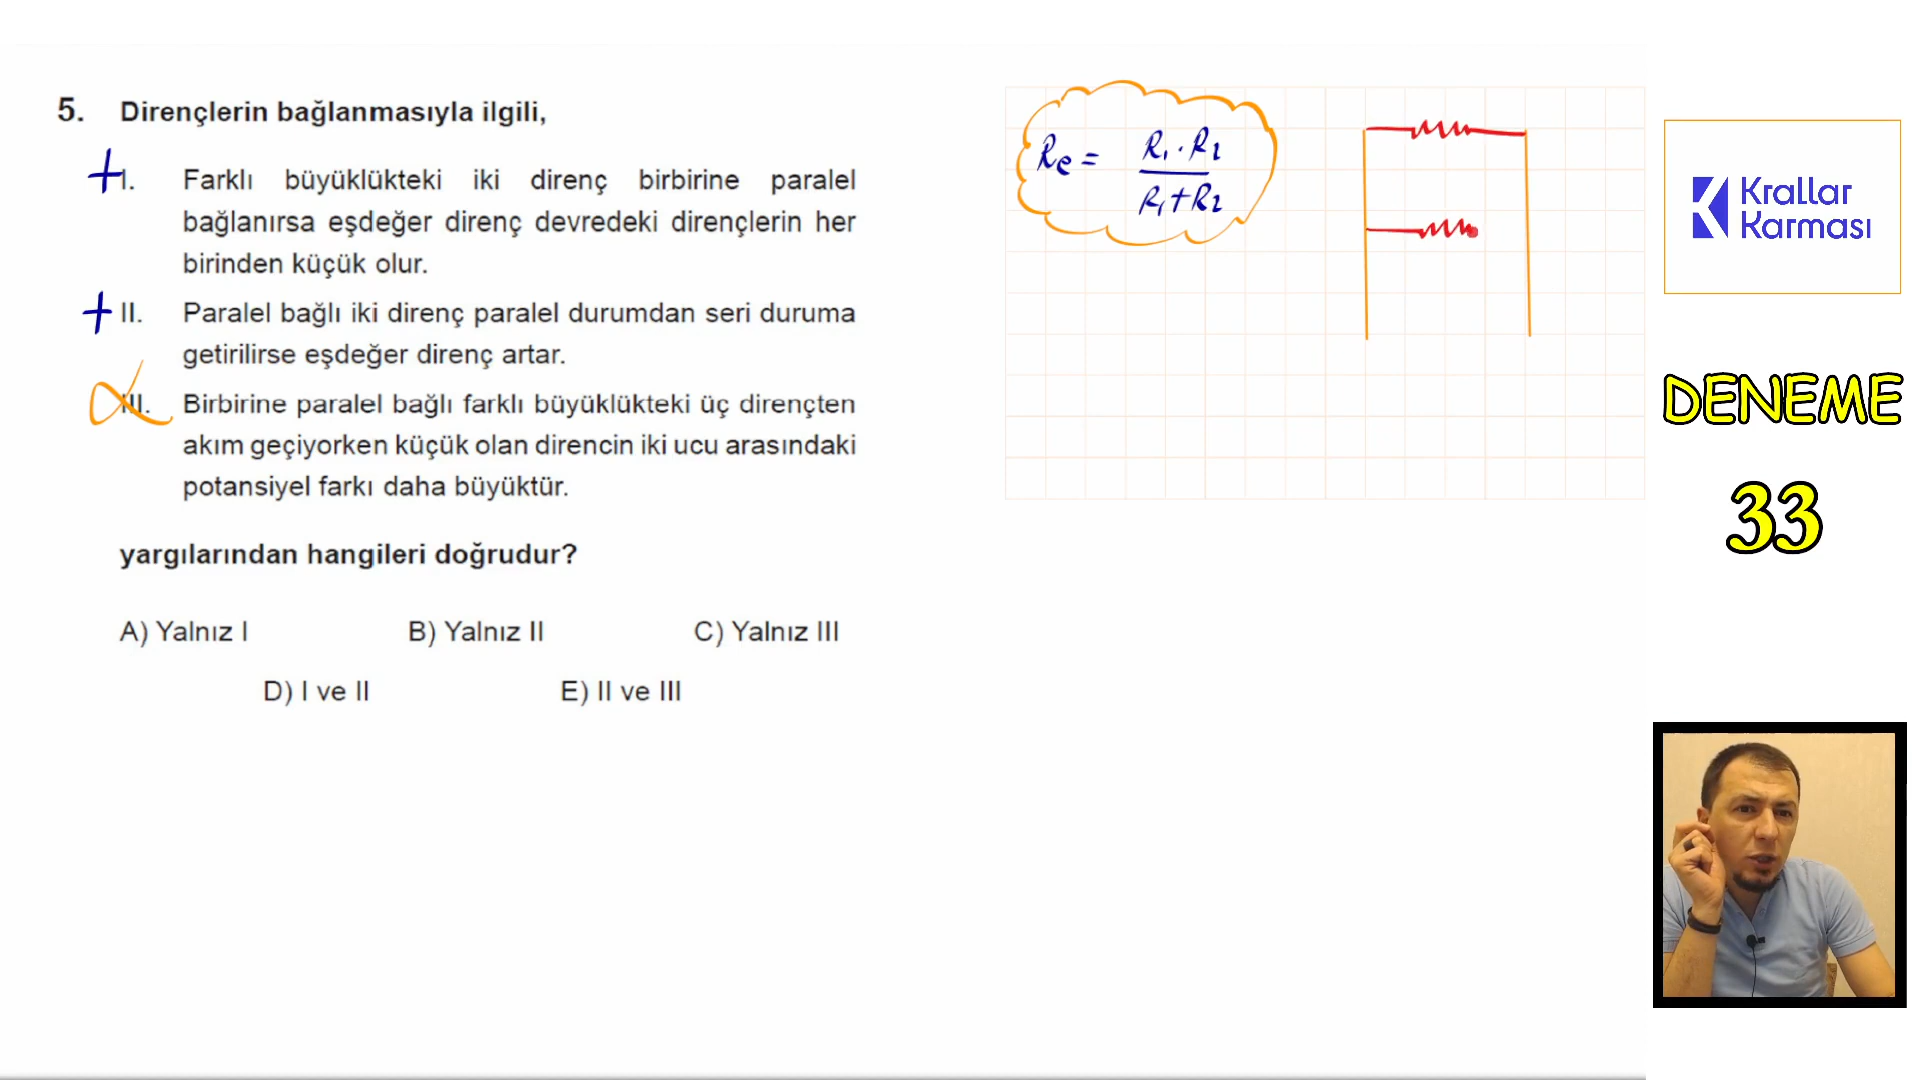 5. Dirençlerin bağlanmasıyla ilgili,
I. Farklı büyüklükteki iki direnç birbirine paralel
bağlanırsa eşdeğer direnç devredeki dirençlerin her
birinden küçük olur.
II. Paralel bağlı iki direnç paralel durumdan seri duruma
getirilirse eşdeğer direnç artar.
III. Birbirine paralel bağlı farklı büyüklükteki üç dirençten
akım geçiyorken küçük olan direncin iki ucu arasındaki
potansiyel farkı daha büyüktür.
yargılarından hangileri doğrudur?
A) Yalnız I B) Yalnız II C) Yalnız III
D) I ve II E) II ve III
Re = R1 . R2
R1 + R2
Krallar
Karması
DENEME
33